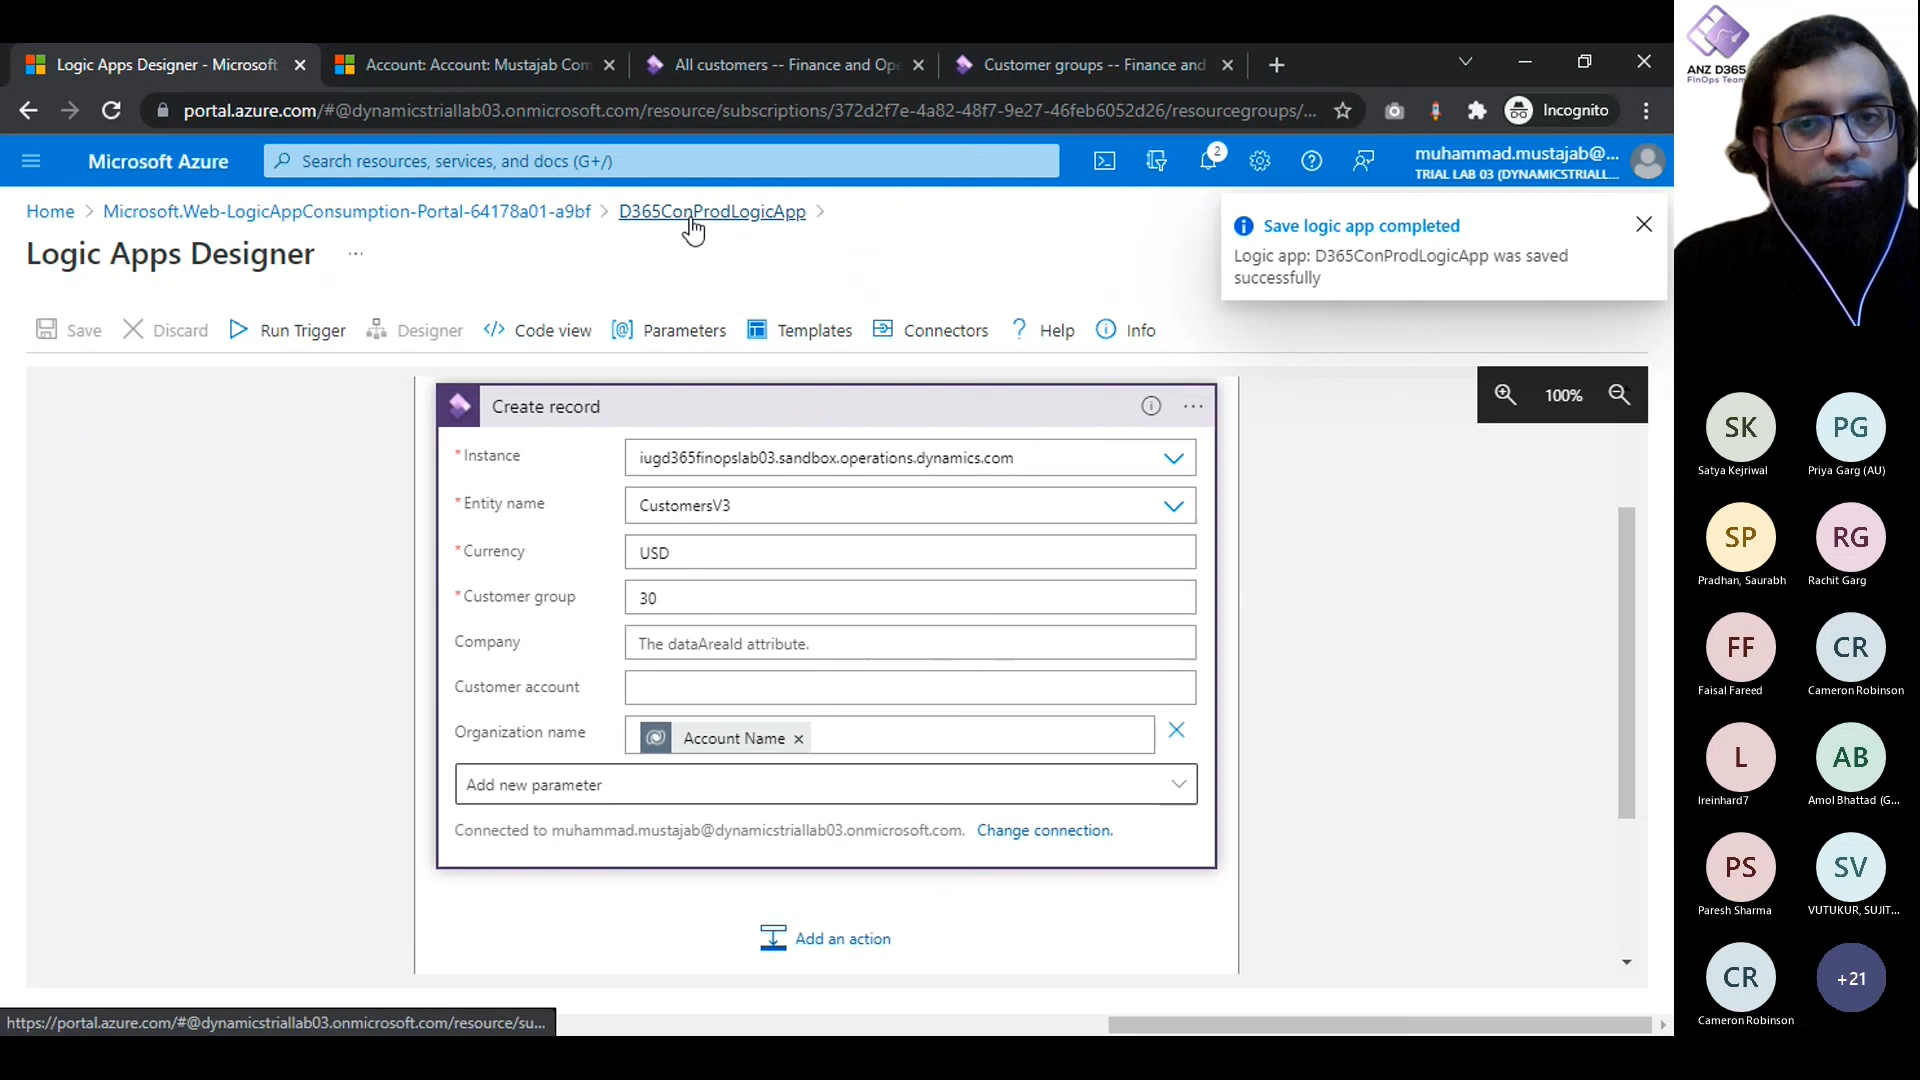 Logic Apps Designer - Microsoft
Account: Account: Mustajab Com
All customers -- Finance and Ope
Customer groups -- Finance and
portal.azure.com/#@dynamicstriallab03.onmicrosoft.com/resource/subscriptions/372d2f7e-4a82-48f7-9e27-46feb6052d26/resourcegroups/...
Incognito
Microsoft Azure
Search resources, services, and docs (G+/)
2
muhammad.mustajab@...
TRIAL LAB 03 (DYNAMICSTRIALL...
Home > Microsoft.Web-LogicAppConsumption-Portal-64178a01-a9bf > D365ConProdLogicApp >
Logic Apps Designer ...
Save logic app completed
Logic app: D365ConProdLogicApp was saved
successfully
Save
Discard
Run Trigger
Designer
Code view
Parameters
Templates
Connectors
Help
Info
100%
Create record
* Instance
iugd365finopslab03.sandbox.operations.dynamics.com
* Entity name
CustomersV3
* Currency
USD
* Customer group
30
Company
The dataAreaId attribute.
Customer account
Organization name
Account Name ×
Add new parameter
Connected to muhammad.mustajab@dynamicstriallab03.onmicrosoft.com. Change connection.
Add an action
https://portal.azure.com/#@dynamicstriallab03.onmicrosoft.com/resource/su...
ANZ D365
FinOps Team
SK
Satya Kejriwal
PG
Priya Garg (AU)
SP
Pradhan, Saurabh
RG
Rachit Garg
FF
Faisal Fareed
CR
Cameron Robinson
L
lreinhard7
AB
Amol Bhattad (G...
PS
Paresh Sharma
SV
VUTUKUR, SUJIT...
CR
Cameron Robinson
+21